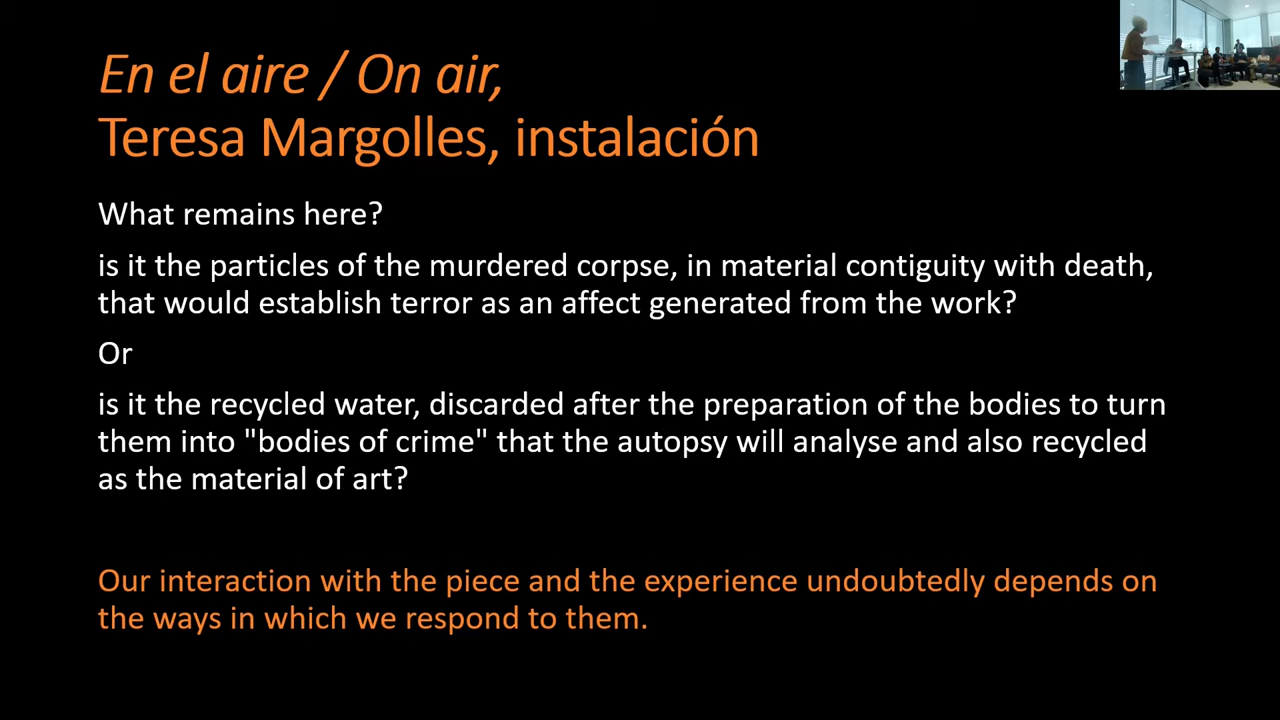 En el aire / On air,
Teresa Margolles, instalación
What remains here?
is it the particles of the murdered corpse, in material contiguity with death,
that would establish terror as an affect generated from the work?
Or
is it the recycled water, discarded after the preparation of the bodies to turn
them into "bodies of crime" that the autopsy will analyse and also recycled
as the material of art?
Our interaction with the piece and the experience undoubtedly depends on
the ways in which we respond to them.